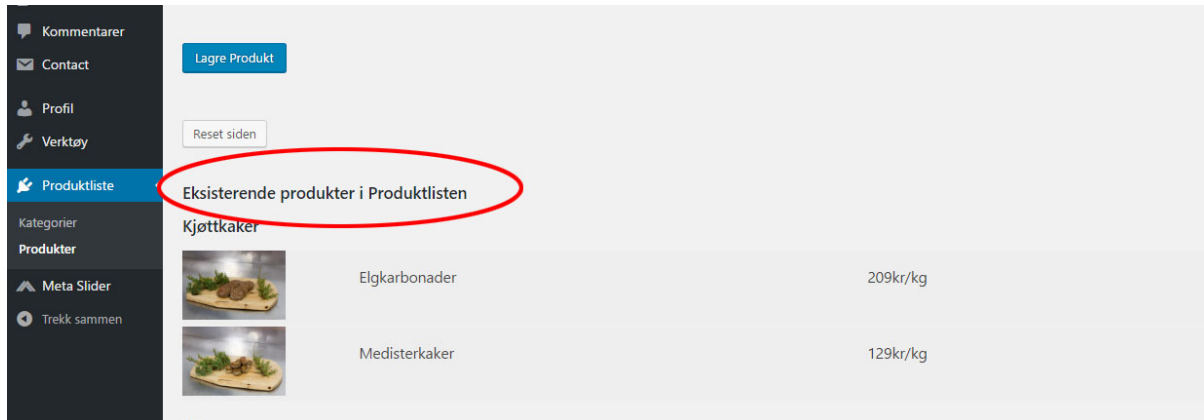 Kommentarer
Contact
Profil
Verktøy
Produktliste
Kategorier
Produkter
Meta Slider
Trekk sammen
Lagre Produkt
Reset siden
Eksisterende produkter i Produktlisten
Kjøttkaker
Elgkarbonader 209kr/kg
Medisterkaker 129kr/kg